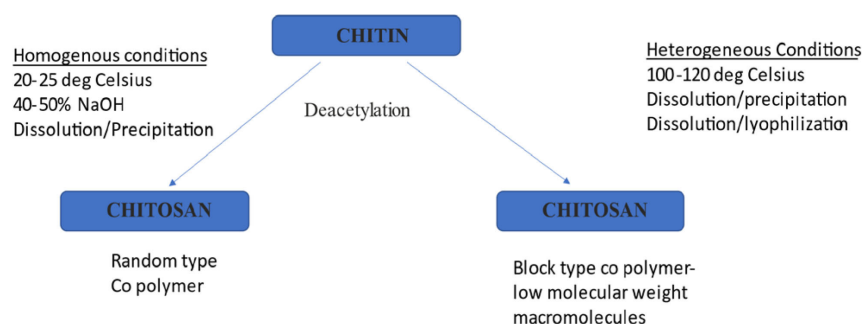 CHITIN
Homogenous conditions
20-25 deg Celsius
40-50% NaOH
Dissolution/Precipitation
Heterogeneous Conditions
100-120 deg Celsius
Dissolution/precipitation
Dissolution/lyophilization
Deacetylation
CHITOSAN
CHITOSAN
Random type
Co polymer
Block type co polymer-
low molecular weight
macromolecules